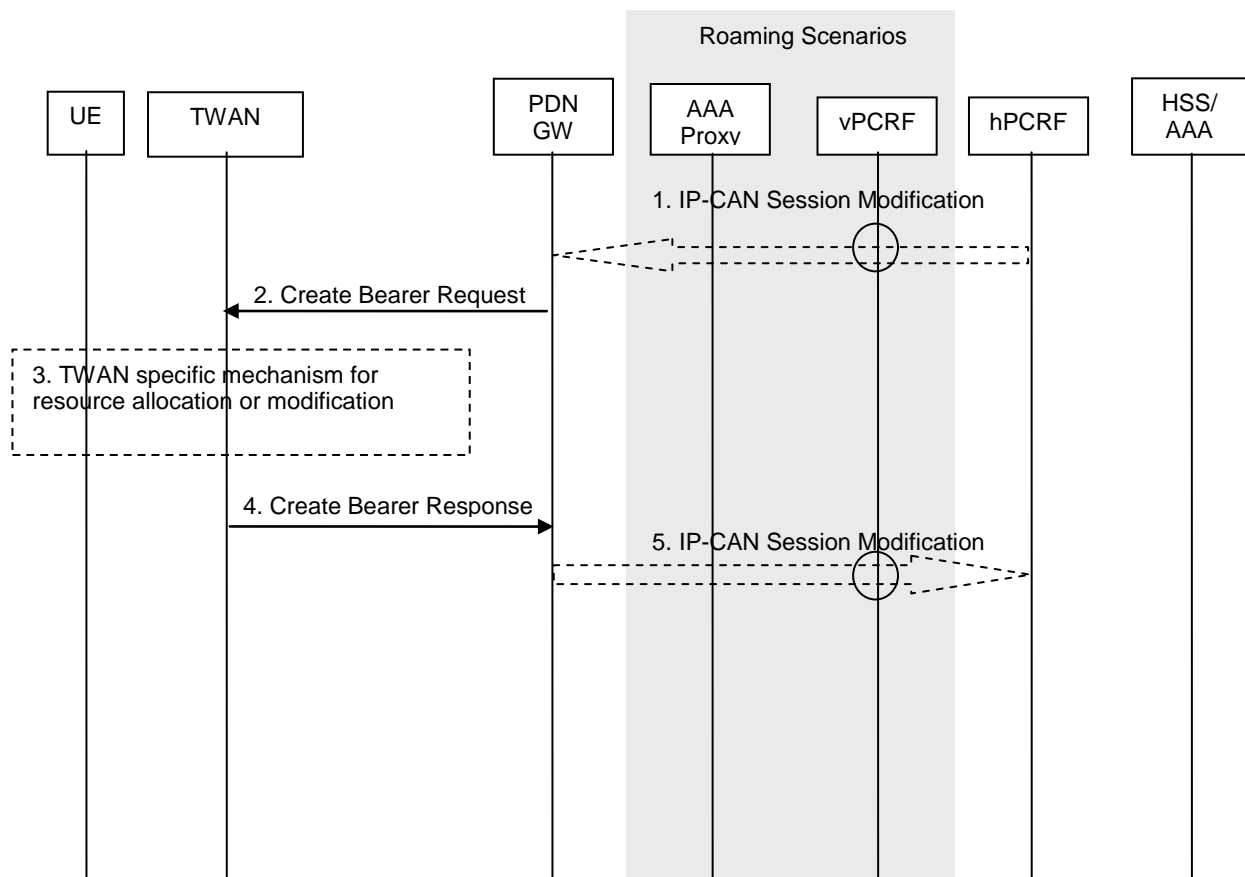 Roaming Scenarios
UE
TWAN
PDN
GW
AAA
Proxy
vPCRF
hPCRF
HSS/
AAA
1. IP-CAN Session Modification
2. Create Bearer Request
3. TWAN specific mechanism for
resource allocation or modification
4. Create Bearer Response
5. IP-CAN Session Modification